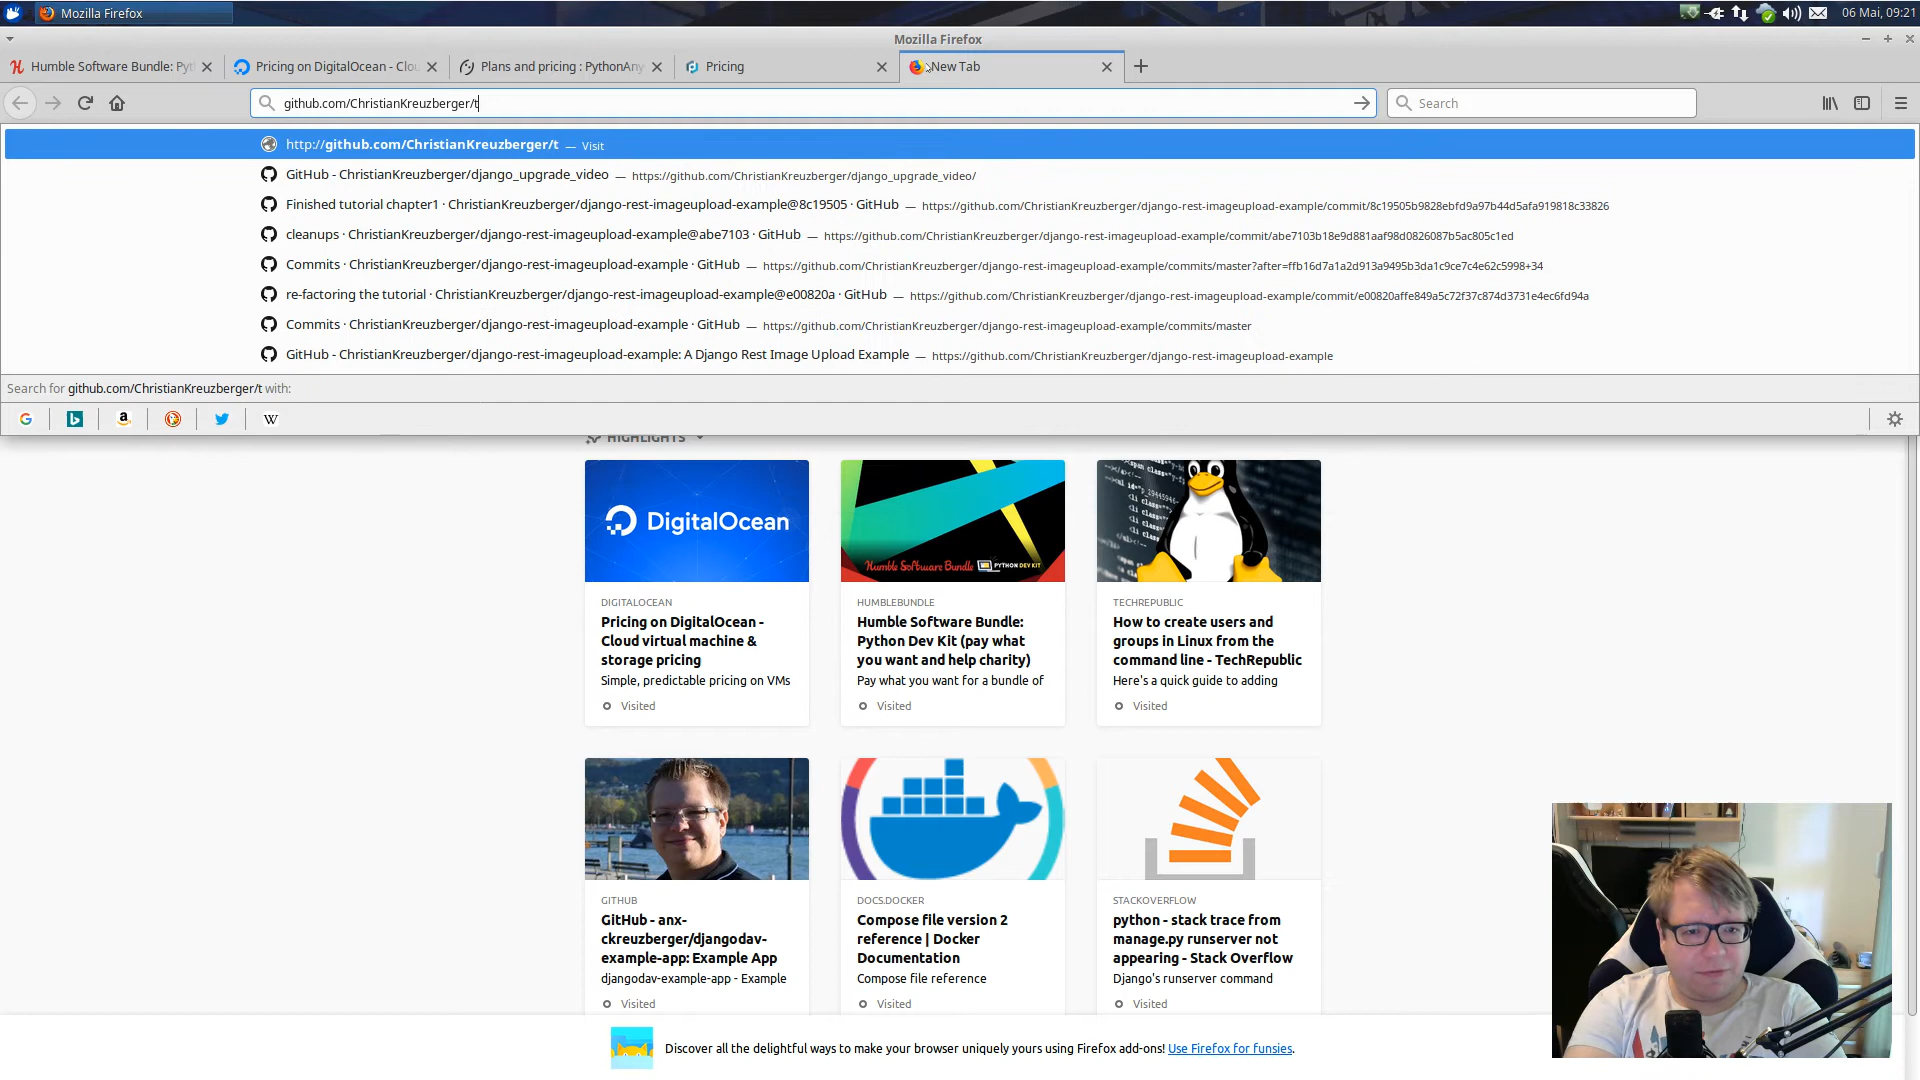 Mozilla Firefox
06 Mai, 09:21
Mozilla Firefox
Humble Software Bundle: Pyt
Pricing on DigitalOcean - Clou
Plans and pricing : PythonAny
Pricing
New Tab
github.com/ChristianKreuzberger/t
Search
http://github.com/ChristianKreuzberger/t — Visit
GitHub - ChristianKreuzberger/django_upgrade_video — https://github.com/ChristianKreuzberger/django_upgrade_video/
Finished tutorial chapter1 · ChristianKreuzberger/django-rest-imageupload-example@8c19505 · GitHub — https://github.com/ChristianKreuzberger/django-rest-imageupload-example/commit/8c19505b9828ebfd9a97b44d5afa919818c33826
cleanups · ChristianKreuzberger/django-rest-imageupload-example@abe7103 · GitHub — https://github.com/ChristianKreuzberger/django-rest-imageupload-example/commit/abe7103b18e9d881aaf98d0826087b5ac805c1ed
Commits · ChristianKreuzberger/django-rest-imageupload-example · GitHub — https://github.com/ChristianKreuzberger/django-rest-imageupload-example/commits/master?after=ffb16d7a1a2d913a9495b3da1c9ce7c4e62c5998+34
re-factoring the tutorial · ChristianKreuzberger/django-rest-imageupload-example@e00820a · GitHub — https://github.com/ChristianKreuzberger/django-rest-imageupload-example/commit/e00820affe849a5c72f37c874d3731e4ec6fd94a
Commits · ChristianKreuzberger/django-rest-imageupload-example · GitHub — https://github.com/ChristianKreuzberger/django-rest-imageupload-example/commits/master
GitHub - ChristianKreuzberger/django-rest-imageupload-example: A Django Rest Image Upload Example — https://github.com/ChristianKreuzberger/django-rest-imageupload-example
Search for github.com/ChristianKreuzberger/t with:
HIGHLIGHTS
DigitalOcean
Humble Software Bundle PYTHON DEV KIT
DIGITALOCEAN
Pricing on DigitalOcean -
Cloud virtual machine &
storage pricing
Simple, predictable pricing on VMs
Visited
HUMBLEBUNDLE
Humble Software Bundle:
Python Dev Kit (pay what
you want and help charity)
Pay what you want for a bundle of
Visited
TECHREPUBLIC
How to create users and
groups in Linux from the
command line - TechRepublic
Here's a quick guide to adding
Visited
GITHUB
GitHub - anx-
ckreuzberger/djangodav-
example-app: Example App
djangodav-example-app - Example
Visited
DOCS.DOCKER
Compose file version 2
reference | Docker
Documentation
Compose file reference
Visited
STACKOVERFLOW
python - stack trace from
manage.py runserver not
appearing - Stack Overflow
Django's runserver command
Visited
Discover all the delightful ways to make your browser uniquely yours using Firefox add-ons! Use Firefox for funsies.